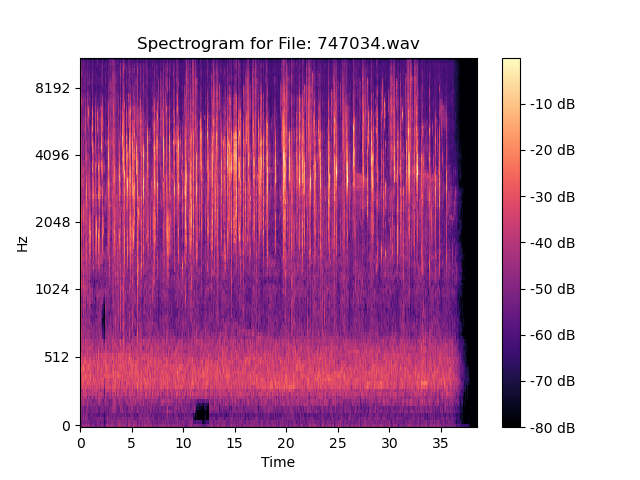 Spectrogram for File: 747034.wav
Hz
8192
4096
2048
1024
512
0
0 5 10 15 20 25 30 35
Time
-10 dB
-20 dB
-30 dB
-40 dB
-50 dB
-60 dB
-70 dB
-80 dB